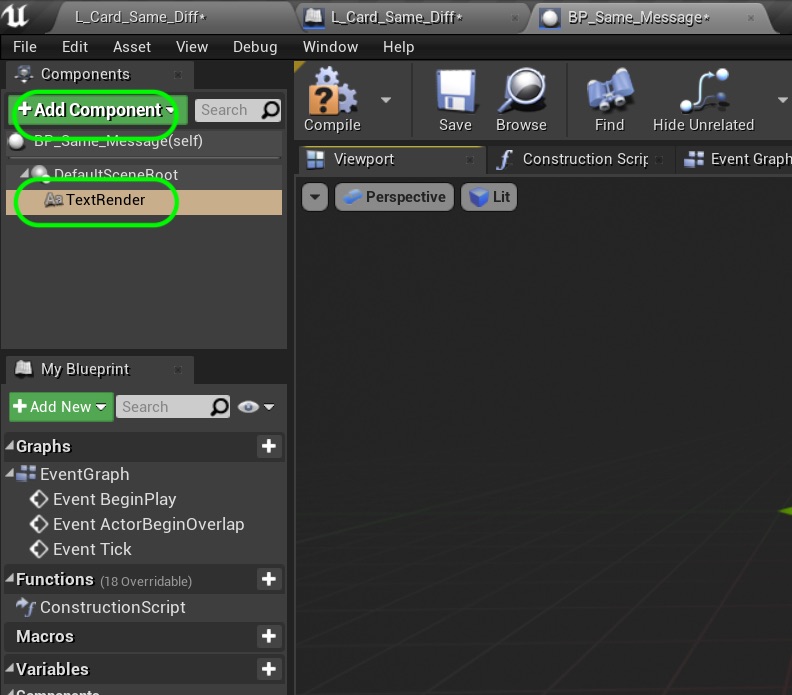 L_Card_Same_Diff*
L_Card_Same_Diff*
BP_Same_Message*
File Edit Asset View Debug Window Help
Components
Add Component
Search
Compile
Save
Browse
Find
Hide Unrelated
BP_Same_Message(self)
Viewport
Construction Scrip
Event Graph
DefaultSceneRoot
TextRender
Perspective
Lit
My Blueprint
Add New
Search
Graphs
EventGraph
Event BeginPlay
Event ActorBeginOverlap
Event Tick
Functions (18 Overridable)
ConstructionScript
Macros
Variables
Components